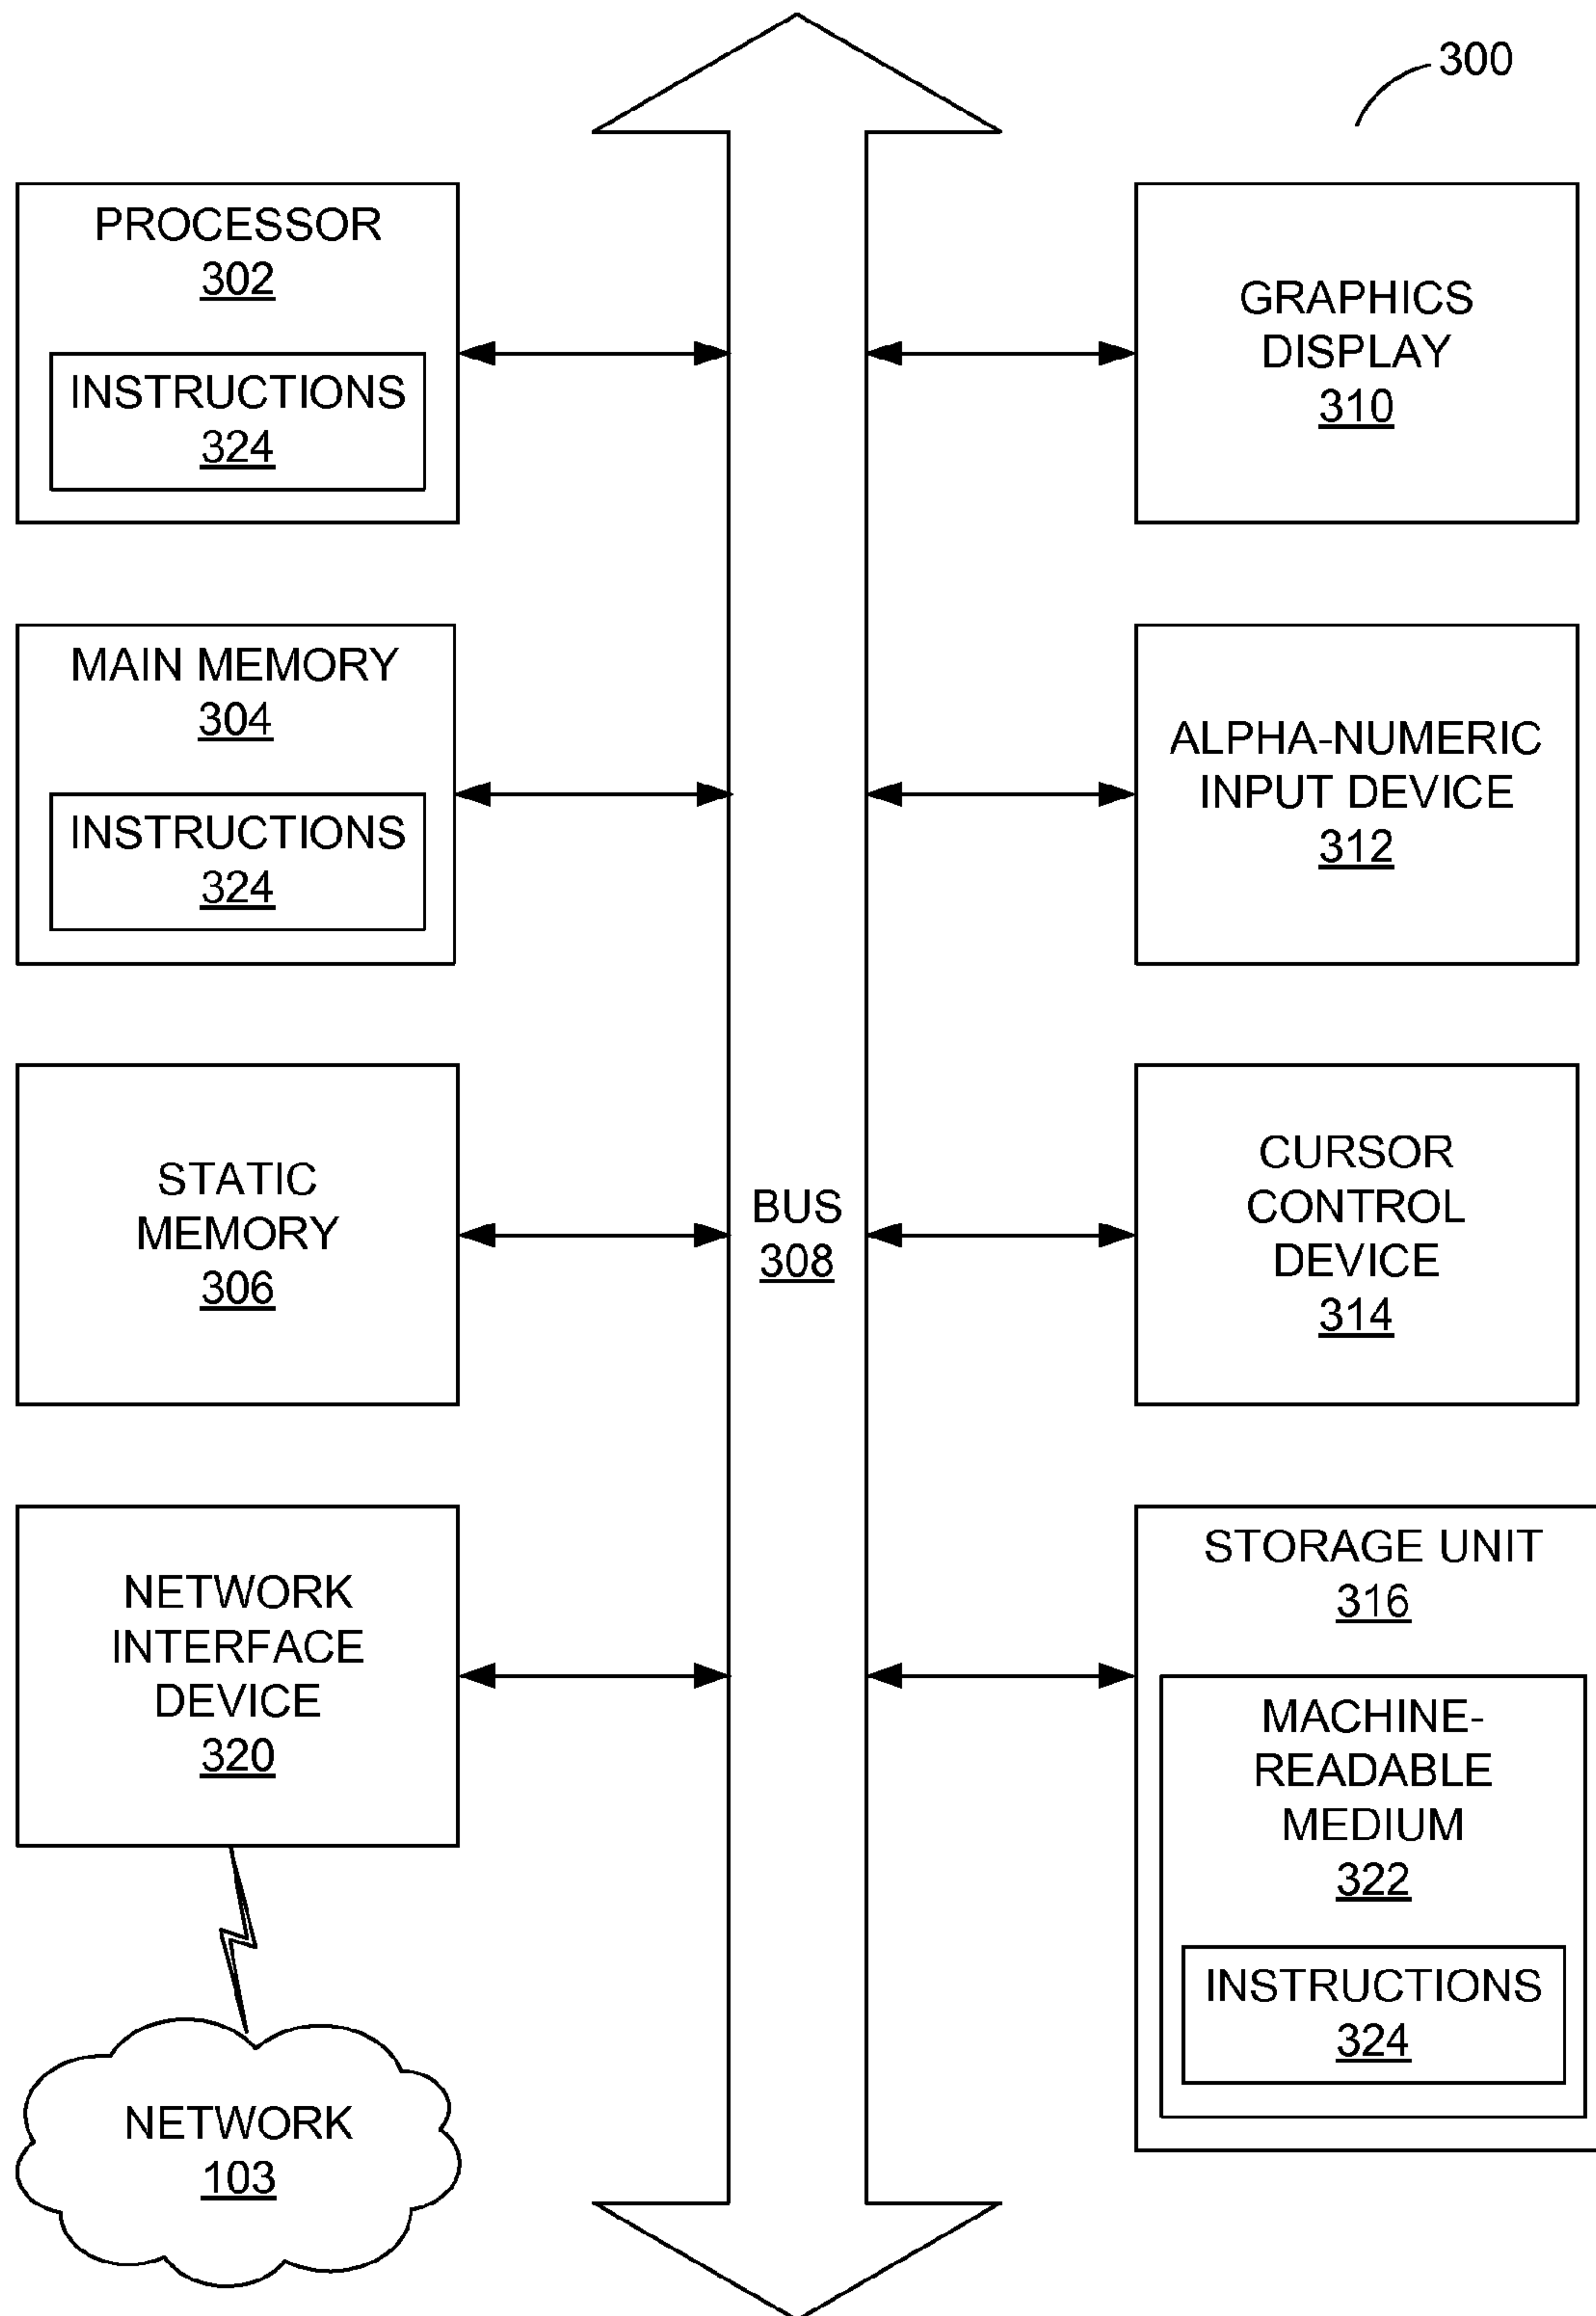 300
PROCESSOR
302
INSTRUCTIONS
324
GRAPHICS
DISPLAY
310
MAIN MEMORY
304
INSTRUCTIONS
324
ALPHA-NUMERIC
INPUT DEVICE
312
STATIC
MEMORY
306
BUS
308
CURSOR
CONTROL
DEVICE
314
NETWORK
INTERFACE
DEVICE
320
STORAGE UNIT
316
MACHINE-
READABLE
MEDIUM
322
INSTRUCTIONS
324
NETWORK
103